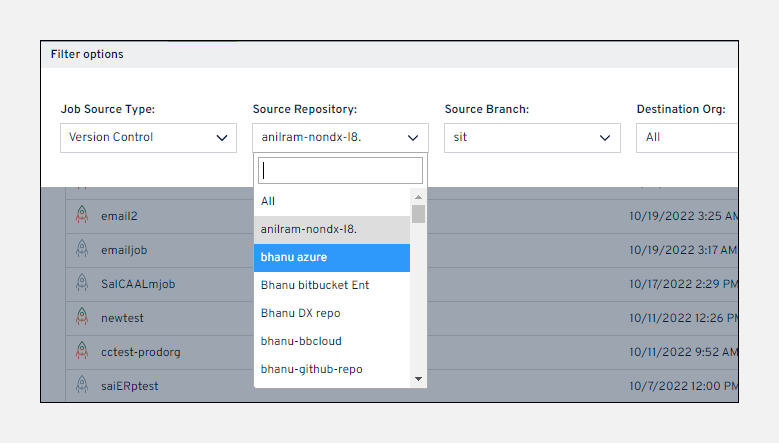 Filter options
Job Source Type: Source Repository: Source Branch: Destination Org:
Version Control anilram-nondx-l8. sit All
All
email2 10/19/2022 3:25 AM
anilram-nondx-l8.
emailjob 10/19/2022 3:17 AM
bhanu azure
SalCAALmjob Bhanu bitbucket Ent 10/17/2022 2:29 PM
newtest Bhanu DX repo 10/11/2022 12:26 PM
bhanu-bbcloud
cctest-prodorg 10/11/2022 9:52 AM
bhanu-github-repo
saiERptest 10/7/2022 12:00 PM